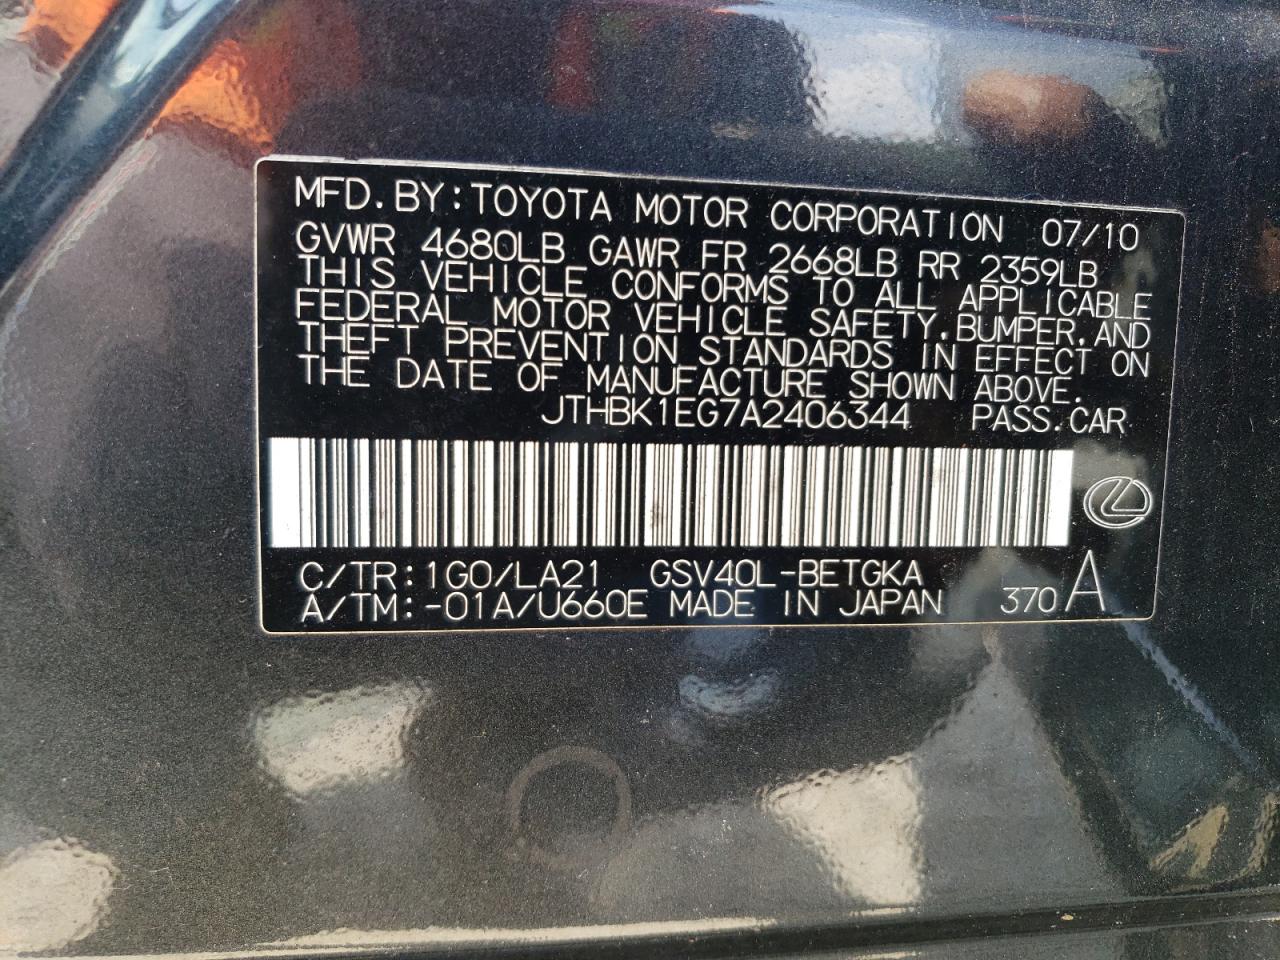 MFD.BY:TOYOTA MOTOR CORPORATION 07/10
GVWR 4680LB GAWR FR 2668LB RR 2359LB
THIS VEHICLE CONFORMS TO ALL APPLICABLE
FEDERAL MOTOR VEHICLE SAFETY,BUMPER,AND
THEFT PREVENTION STANDARDS IN EFFECT ON
THE DATE OF MANUFACTURE SHOWN ABOVE.
JTHBK1EG7A2406344 PASS.CAR
C/TR:1G0/LA21 GSV40L-BETGKA
A/TM:-01A/U660E MADE IN JAPAN 370 A